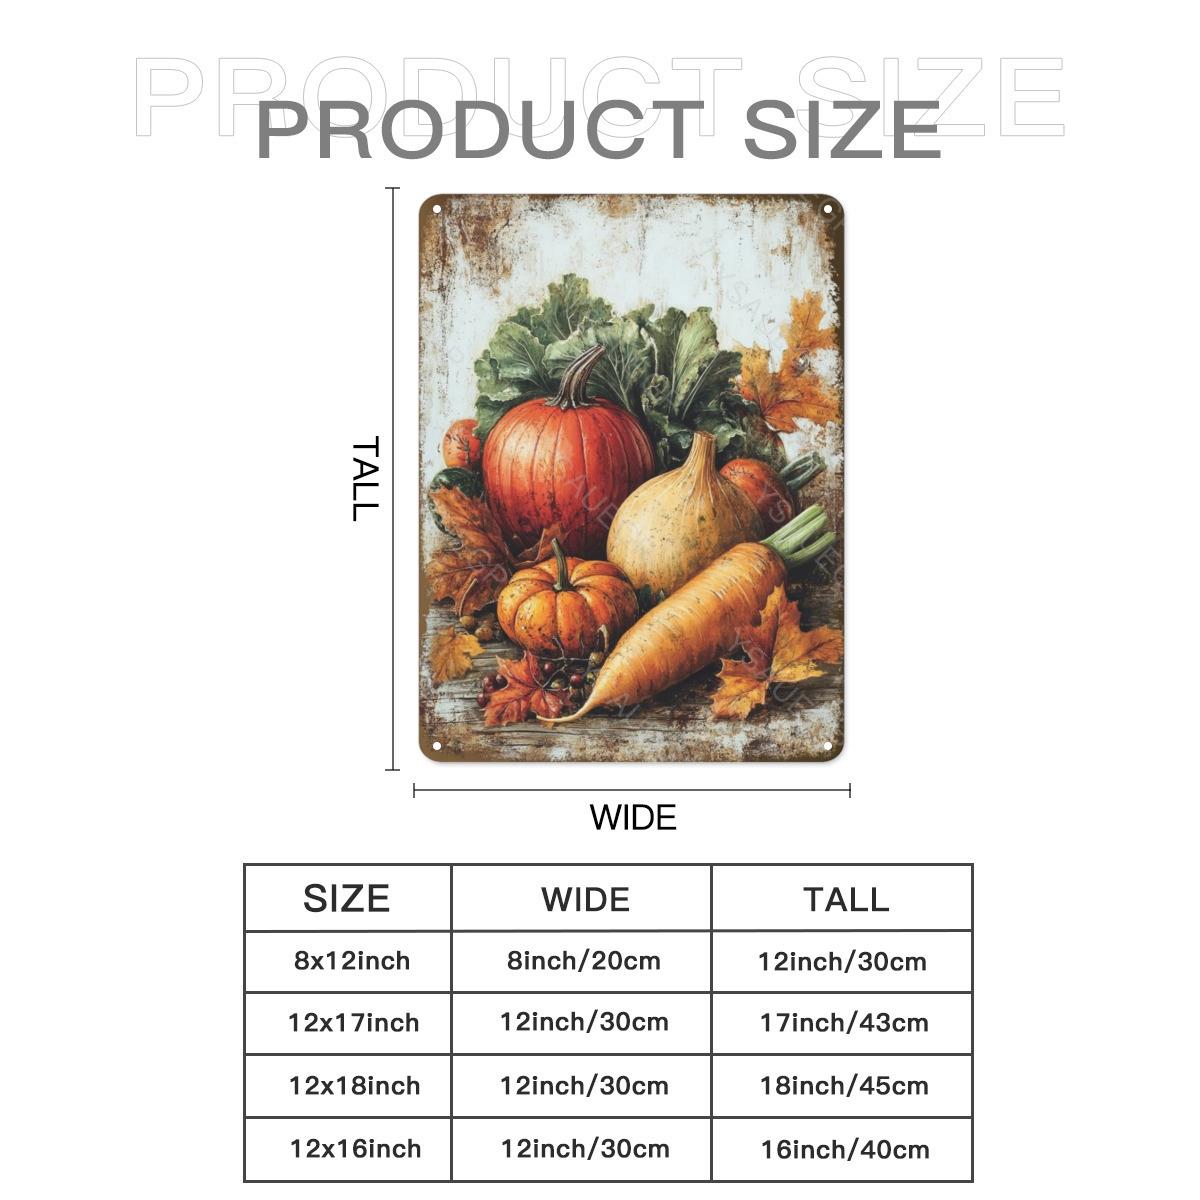 PRODUCT SIZE
PRODUCT SIZE
TALL
WIDE
SIZE WIDE TALL
8x12inch 8inch/20cm 12inch/30cm
12x17inch 12inch/30cm 17inch/43cm
12x18inch 12inch/30cm 18inch/45cm
12x16inch 12inch/30cm 16inch/40cm